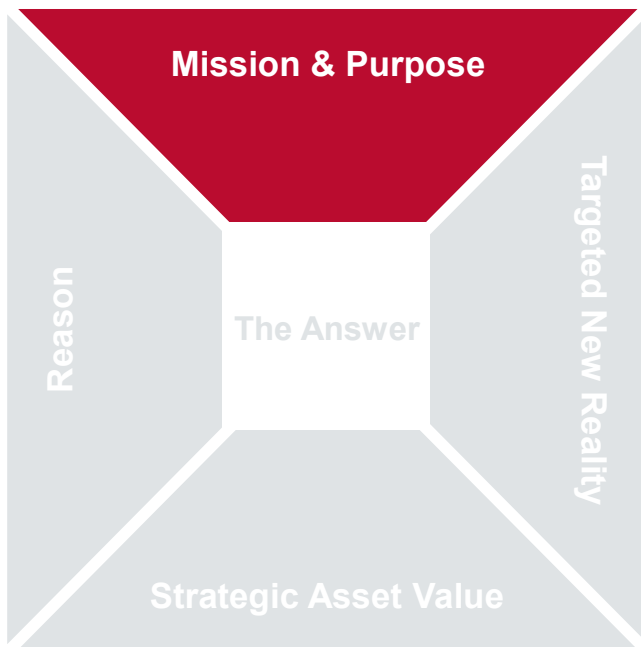 Mission & Purpose
Reason
The Answer
Targeted New Reality
Strategic Asset Value